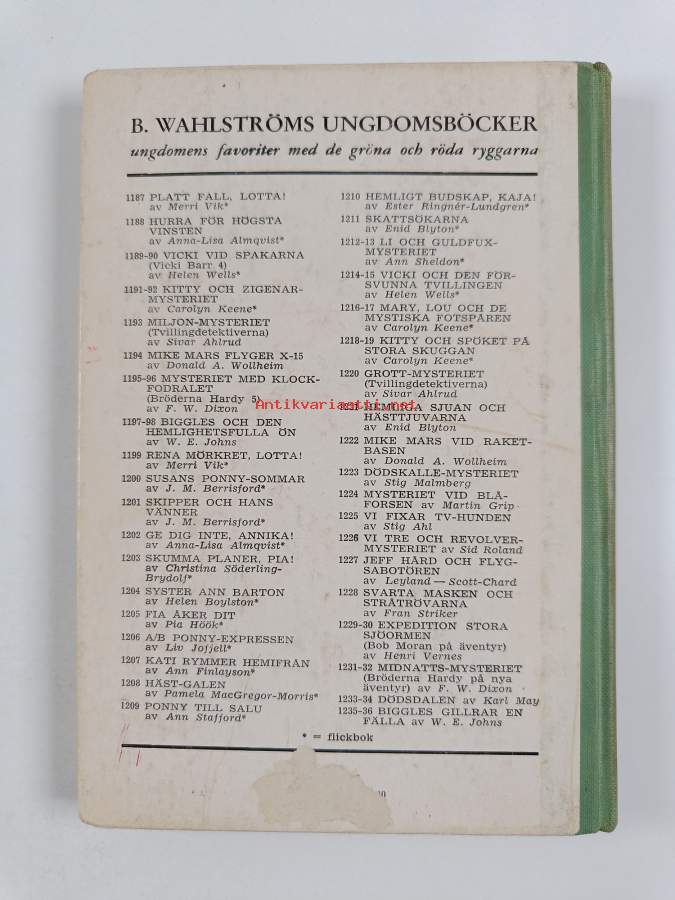 B. WAHLSTRÖMS UNGDOMSBÖCKER
ungdomens favoriter med de gröna och röda ryggarna
1187 PLATT FALL, LOTTA!
av Merri Vik*
1188 HURRA FÖR HÖGSTA
VINSTEN
av Anna-Lisa Almqvist*
1189-90 VICKI VID SPAKARNA
(Vicki Barr 4)
av Helen Wells*
1191-92 KITTY OCH ZIGENAR-
MYSTERIET
av Carolyn Keene*
1193 MILJON-MYSTERIET
(Tvillingdetektiverna)
av Sivar Ahlrud
1194 MIKE MARS FLYGER X-15
av Donald A. Wollheim
1195-96 MYSTERIET MED KLOCK-
FODRALET
(Bröderna Hardy 5)
av F. W. Dixon
1197-98 BIGGLES OCH DEN
HEMLIGHETSFULLA ÖN
av W. E. Johns
1199 RENA MÖRKRET, LOTTA!
av Merri Vik*
1200 SUSANS PONNY-SOMMAR
av J. M. Berrisford*
1201 SKIPPER OCH HANS
VÄNNER
av J. M. Berrisford*
1202 GE DIG INTE, ANNIKA!
av Anna-Lisa Almqvist*
1203 SKUMMA PLANER, PIA!
av Christina Söderling-
Brydolf*
1204 SYSTER ANN BARTON
av Helen Boylston*
1205 FIA ÅKER DIT
av Pia Höök*
1206 A/B PONNY-EXPRESSEN
av Liv Jofjell*
1207 KATI RYMMER HEMIFRÅN
av Ann Finlayson*
1208 HÄST-GALEN
av Pamela MacGregor-Morris*
1209 PONNY TILL SALU
av Ann Stafford*
1210 HEMLIGT BUDSKAP, KAJA!
av Ester Ringnér-Lundgren*
1211 SKATTSÖKARNA
av Enid Blyton*
1212-13 LI OCH GULDFUX-
MYSTERIET
av Ann Sheldon*
1214-15 VICKI OCH DEN FÖR-
SVUNNA TVILLINGEN
av Helen Wells*
1216-17 MARY, LOU OCH DE
MYSTISKA FOTSPÅREN
av Carolyn Keene*
1218-19 KITTY OCH SPÖKET PÅ
STORA SKUGGAN
av Carolyn Keene*
1220 GROTT-MYSTERIET
(Tvillingdetektiverna)
av Sivar Ahlrud
1221 HEMLIGA SJUAN OCH
HÄSTTJUVARNA
av Enid Blyton
1222 MIKE MARS VID RAKET-
BASEN
av Donald A. Wollheim
1223 DÖDSKALLE-MYSTERIET
av Stig Malmberg
1224 MYSTERIET VID BLÅ-
FORSEN av Martin Grip
1225 VI FIXAR TV-HUNDEN
av Stig Ahl
1226 VI TRE OCH REVOLVER-
MYSTERIET av Sid Roland
1227 JEFF HÅRD OCH FLYG-
SABOTÖREN
av Leyland — Scott-Chard
1228 SVARTA MASKEN OCH
STRÅTRÖVARNA
av Fran Striker
1229-30 EXPEDITION STORA
SJÖORMEN
(Bob Moran på äventyr)
av Henri Vernes
1231-32 MIDNATTS-MYSTERIET
(Bröderna Hardy på nya
äventyr) av F. W. Dixon
1233-34 DÖDSDALEN av Karl May
1235-36 BIGGLES GILLRAR EN
FÄLLA av W. E. Johns
* = flickbok
Antikvariaatti.net